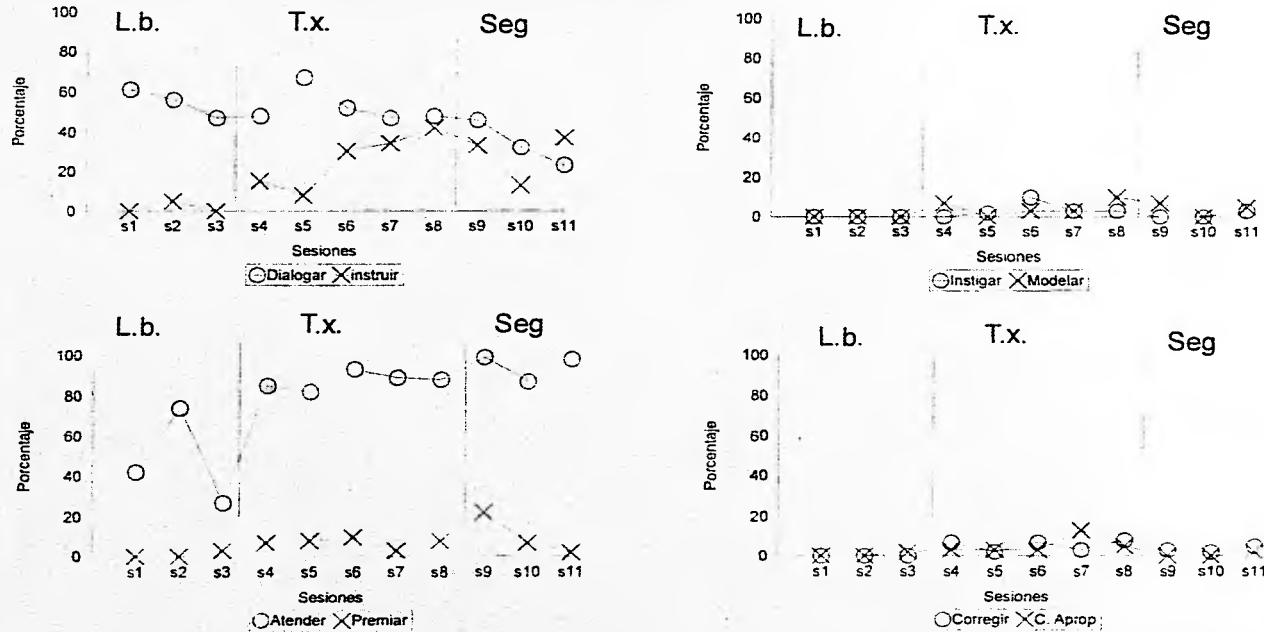 L.b. T.x. Seg
100
80
60
40
20
0
Porcentaje
s1 s2 s3 s4 s5 s6 s7 s8 s9 s10 s11
Sesiones
Dialogar instruir
L.b. T.x. Seg
100
80
60
40
20
0
Porcentaje
s1 s2 s3 s4 s5 s6 s7 s8 s9 s10 s11
Sesiones
Instigar Modelar
L.b. T.x. Seg
100
80
60
40
20
0
Porcentaje
s1 s2 s3 s4 s5 s6 s7 s8 s9 s10 s11
Sesiones
Atender Premiar
L.b. T.x. Seg
100
80
60
40
20
0
Porcentaje
s1 s2 s3 s4 s5 s6 s7 s8 s9 s10 s11
Sesiones
Corregir C. Aprop